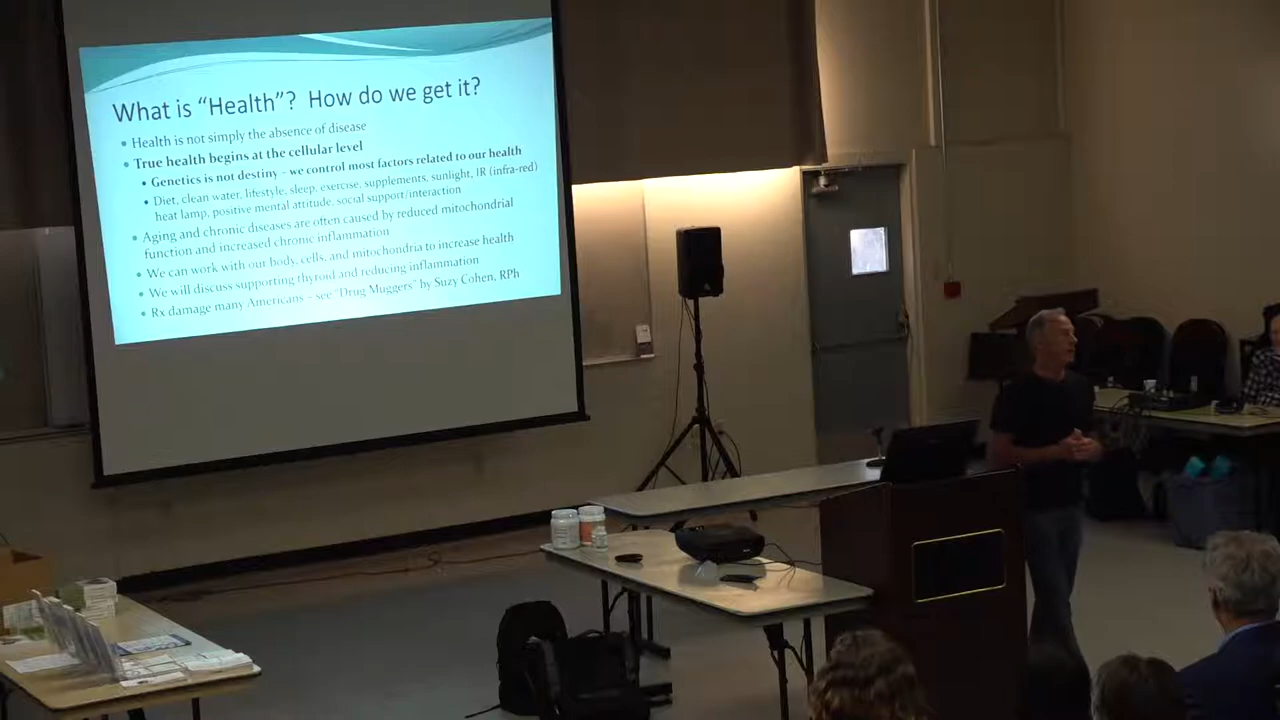 What is “Health”? How do we get it?
• Health is not simply the absence of disease
• True health begins at the cellular level
• Genetics is not destiny – we control most factors related to our health
• Diet, clean water, lifestyle, sleep, exercise, supplements, sunlight, IR (infra-red)
heat lamp, positive mental attitude, social support/interaction
• Aging and chronic diseases are often caused by reduced mitochondrial
function and increased chronic inflammation
• We can work with our body, cells, and mitochondria to increase health
• We will discuss supporting thyroid and reducing inflammation
• Rx damage many Americans – see "Drug Muggers" by Suzy Cohen, RPh